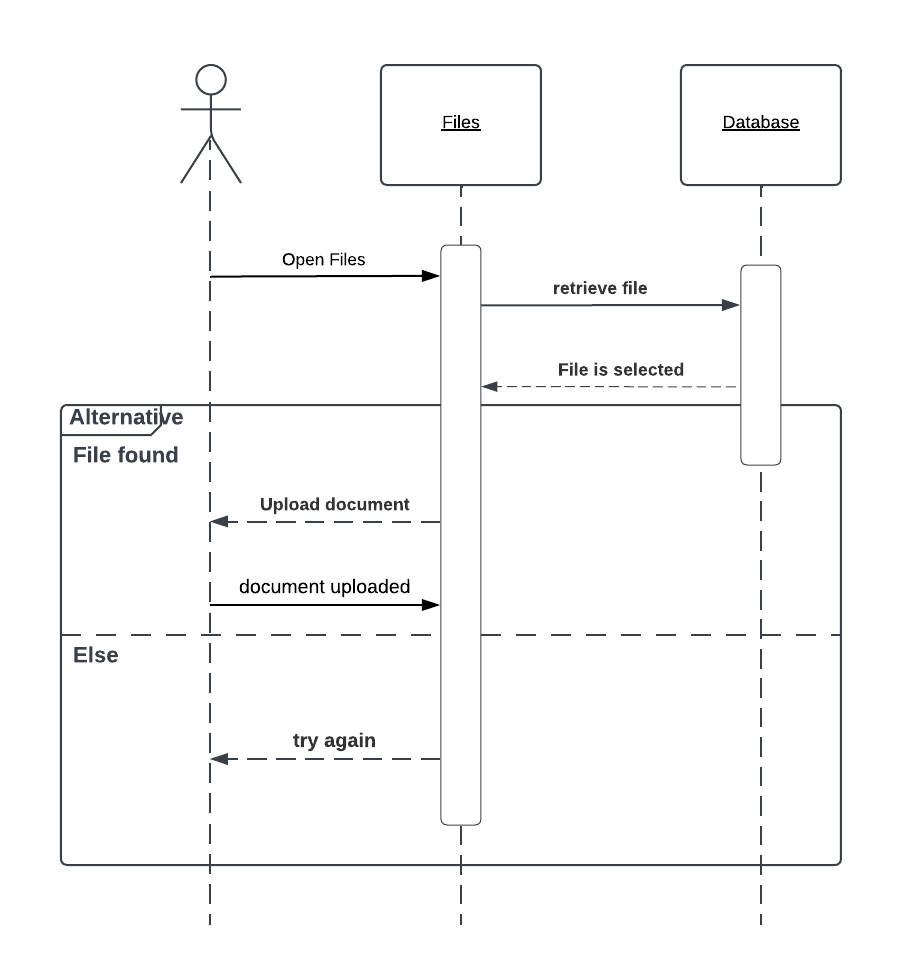 Files
Database
Open Files
retrieve file
File is selected
Alternative
File found
Upload document
document uploaded
Else
try again